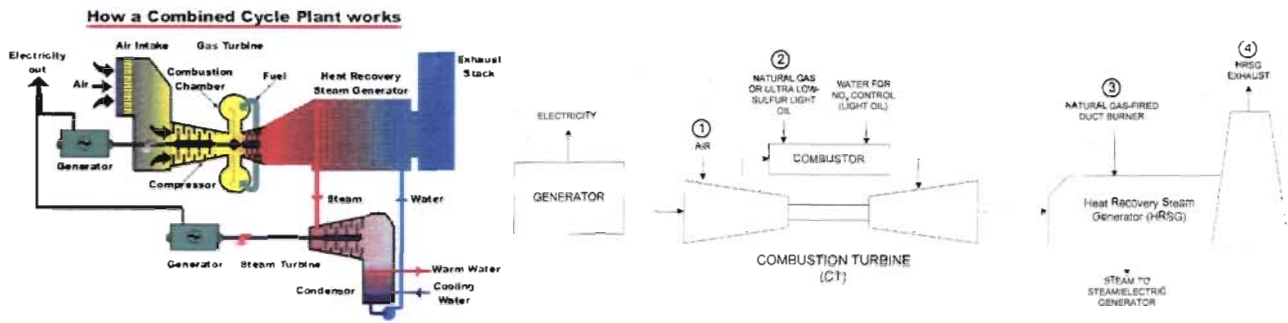 How a Combined Cycle Plant works
Air Intake
Gas Turbine
Electricity
out
Combustion
Chamber
Fuel
Heat Recovery
Steam Generator
Exhaust
Stack
Air
Generator
Compressor
Steam
Water
Generator
Steam Turbine
Condensor
Warm Water
Cooling
Water
ELECTRICITY
GENERATOR
1
AIR
2
NATURAL GAS
OR ULTRA LOW-
SULFUR LIGHT
OIL
WATER FOR
NOx CONTROL
(LIGHT OIL)
COMBUSTOR
COMBUSTION TURBINE
(CT)
3
NATURAL GAS-FIRED
DUCT BURNER
4
HRSG
EXHAUST
Heat Recovery Steam
Generator (HRSG)
STEAM TO
STEAM/ELECTRIC
GENERATOR